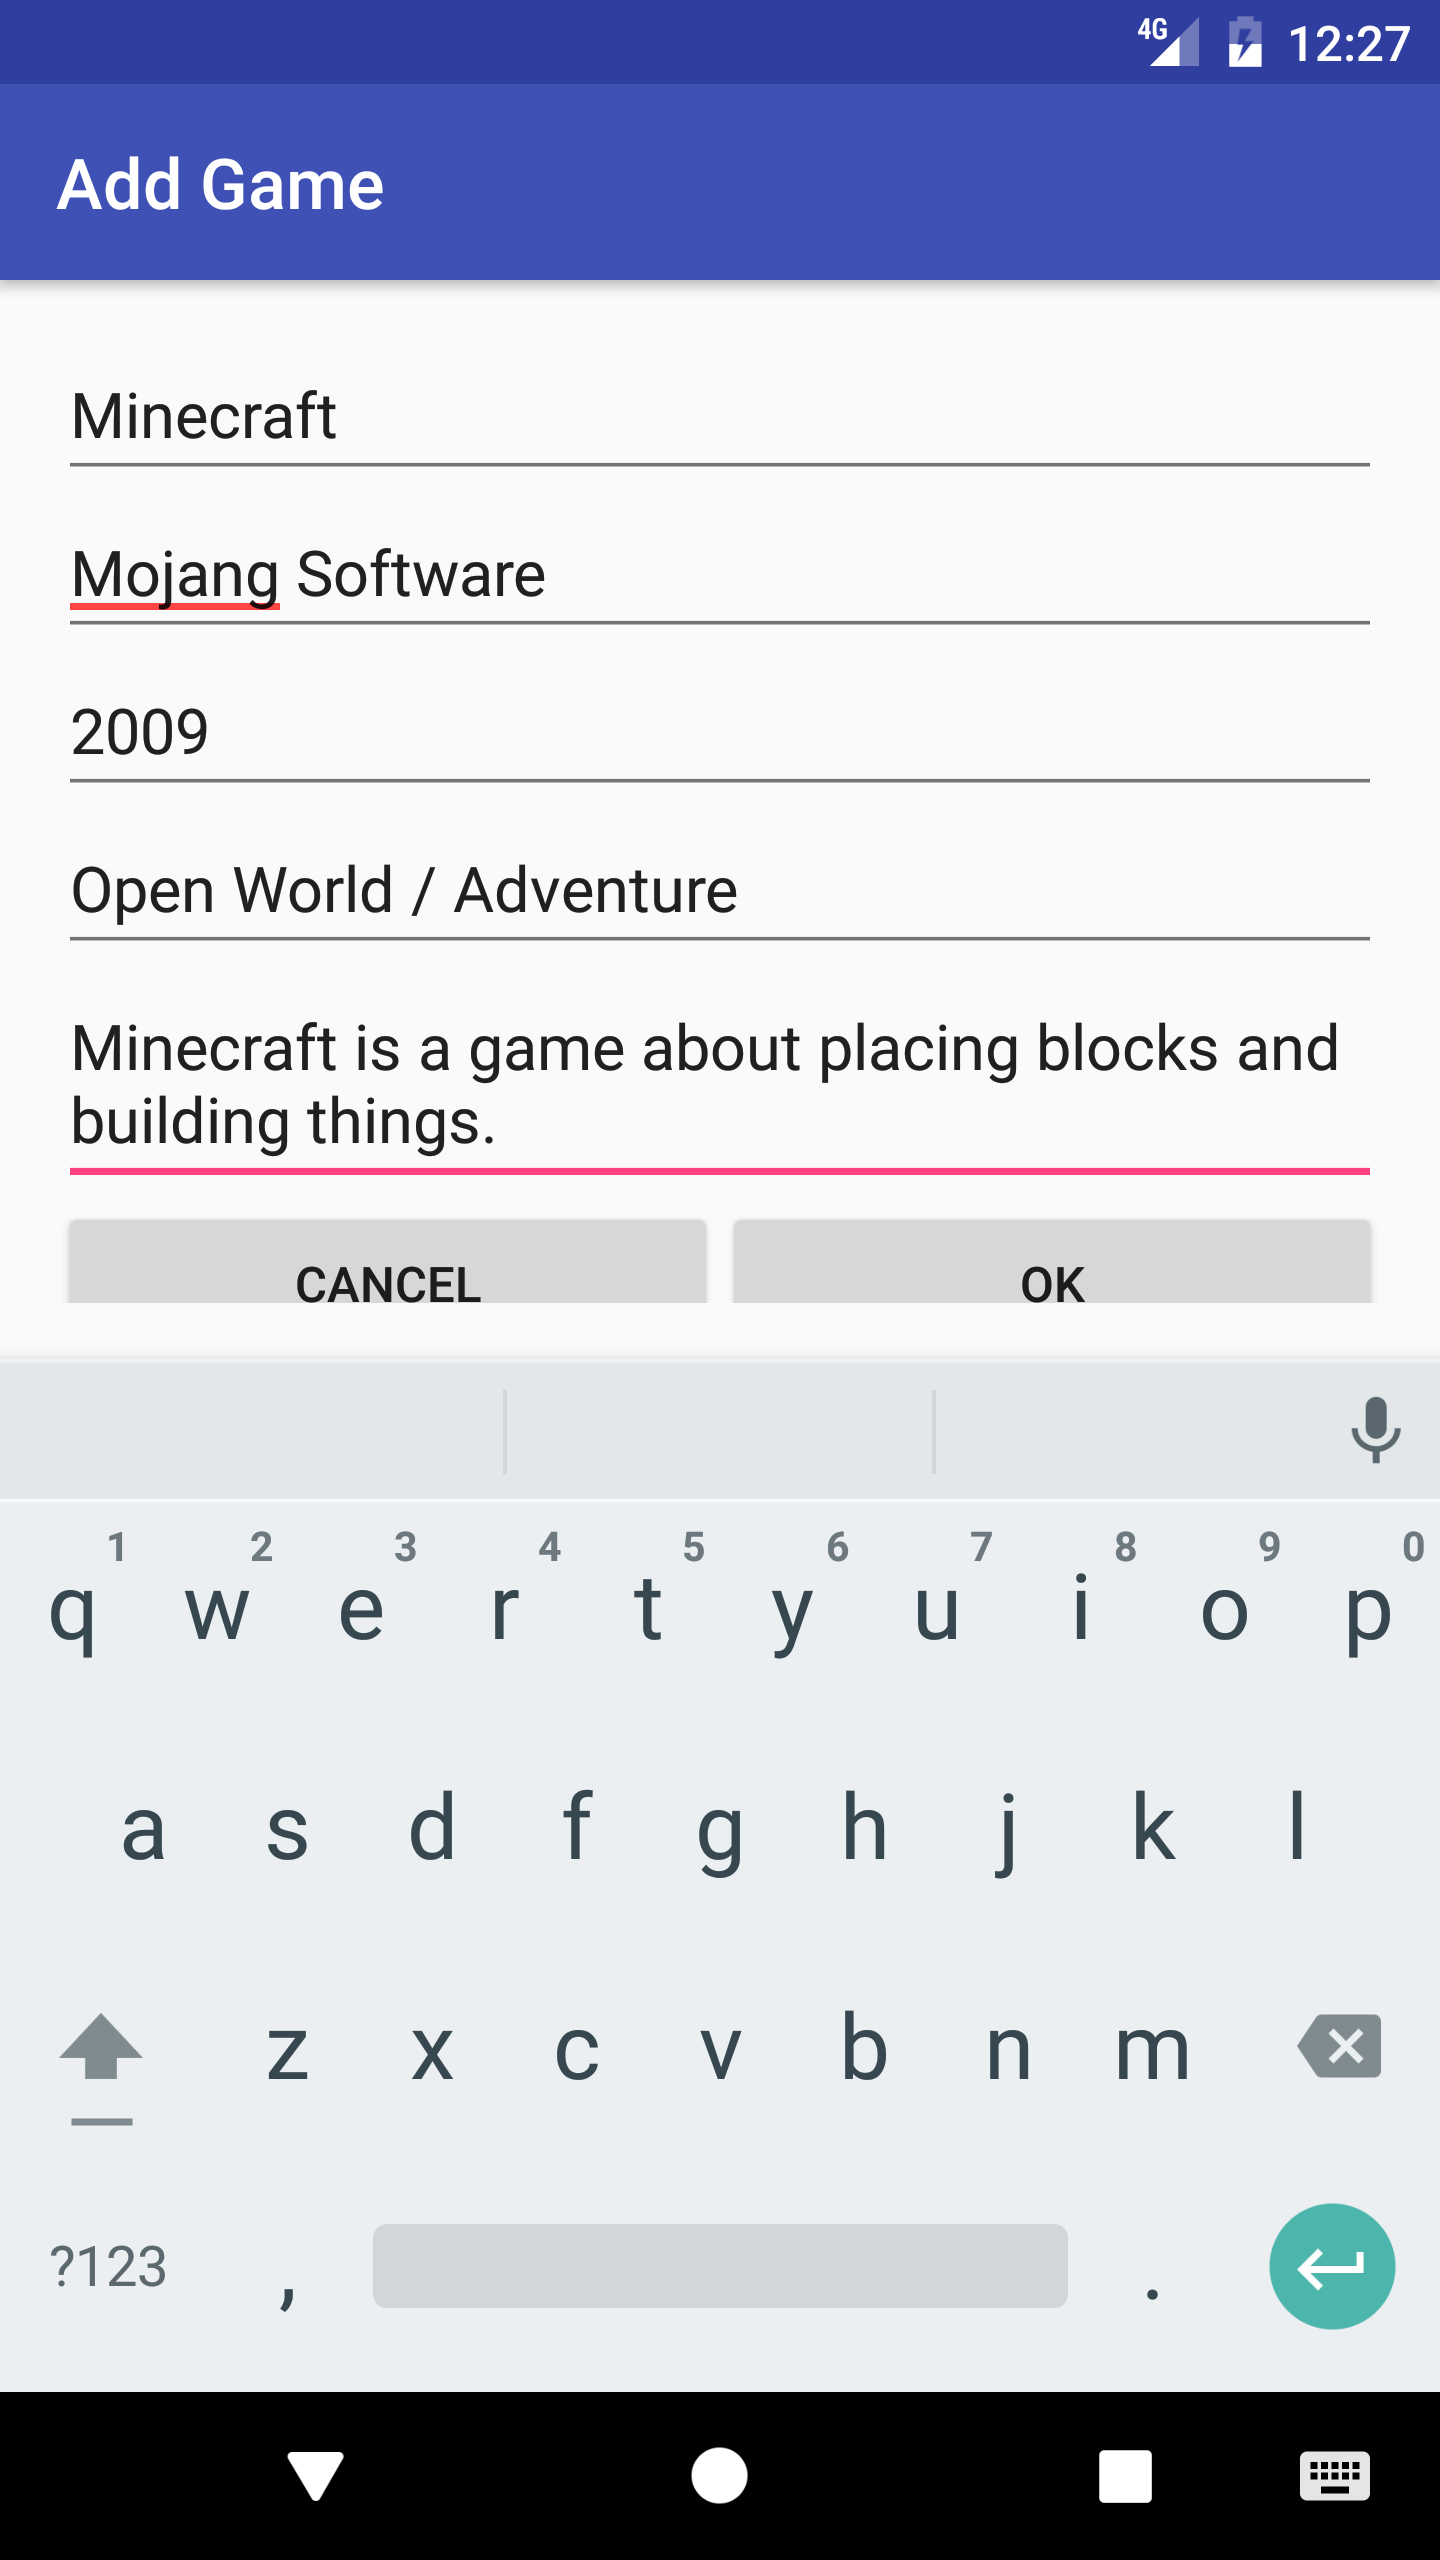 4G 12:27
Add Game
Minecraft
Mojang Software
2009
Open World / Adventure
Minecraft is a game about placing blocks and
building things.
CANCEL OK
1 2 3 4 5 6 7 8 9 0
q w e r t y u i o p
a s d f g h j k l
z x c v b n m
?123 , .